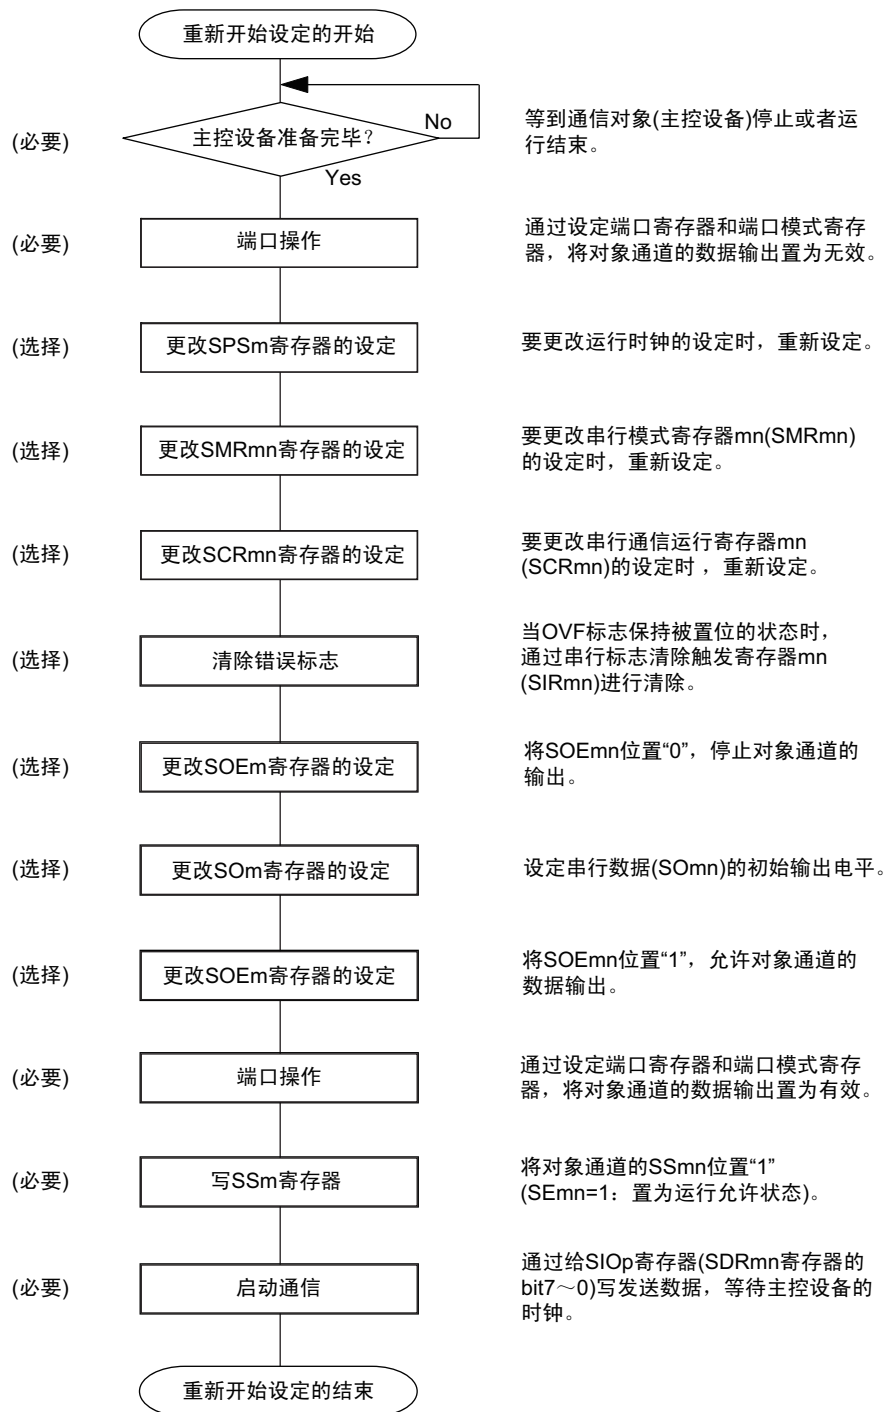 重新开始设定的开始
No
(必要)
主控设备准备完毕？
等到通信对象(主控设备)停止或者运
行结束。
Yes
(必要)
端口操作
通过设定端口寄存器和端口模式寄存
器，将对象通道的数据输出置为无效。
(选择)
更改SPSm寄存器的设定
要更改运行时钟的设定时，重新设定。
(选择)
更改SMRmn寄存器的设定
要更改串行模式寄存器mn(SMRmn)
的设定时，重新设定。
(选择)
更改SCRmn寄存器的设定
要更改串行通信运行寄存器mn
(SCRmn)的设定时，重新设定。
(选择)
清除错误标志
当OVF标志保持被置位的状态时，
通过串行标志清除触发寄存器mn
(SIRmn)进行清除。
(选择)
更改SOEm寄存器的设定
将SOEmn位置“0”，停止对象通道的
输出。
(选择)
更改SOm寄存器的设定
设定串行数据(SOmn)的初始输出电平。
(选择)
更改SOEm寄存器的设定
将SOEmn位置“1”，允许对象通道的
数据输出。
(必要)
端口操作
通过设定端口寄存器和端口模式寄存
器，将对象通道的数据输出置为有效。
(必要)
写SSm寄存器
将对象通道的SSmn位置“1”
(SEmn=1：置为运行允许状态)。
(必要)
启动通信
通过给SIOp寄存器(SDRmn寄存器的
bit7～0)写发送数据，等待主控设备的
时钟。
重新开始设定的结束